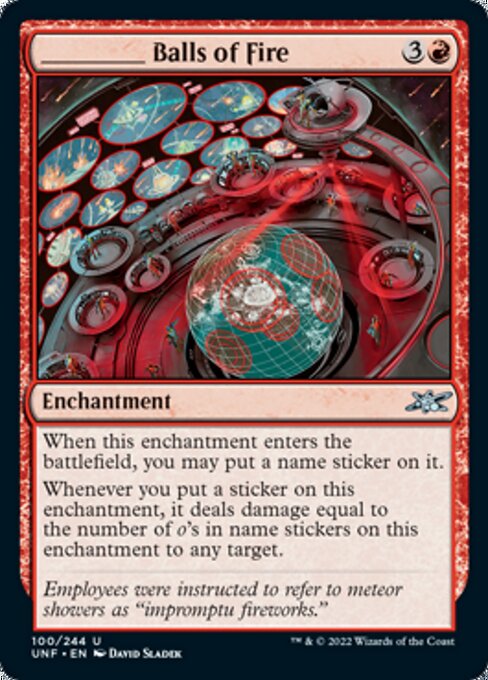 ________ Balls of Fire 3
Enchantment
When this enchantment enters the
battlefield, you may put a name sticker on it.
Whenever you put a sticker on this
enchantment, it deals damage equal to
the number of o's in name stickers on this
enchantment to any target.
Employees were instructed to refer to meteor
showers as “impromptu fireworks.”
100/244 U
UNF • EN David Sladek
™ & © 2022 Wizards of the Coast